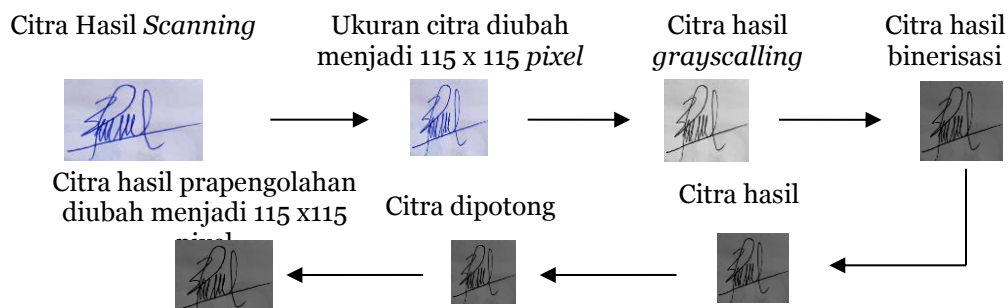 Citra Hasil Scanning
Ukuran citra diubah
menjadi 115 x 115 pixel
Citra hasil
grayscalling
Citra hasil
binerisasi
Citra hasil
Citra dipotong
Citra hasil prapengolahan
diubah menjadi 115 x115
pixel